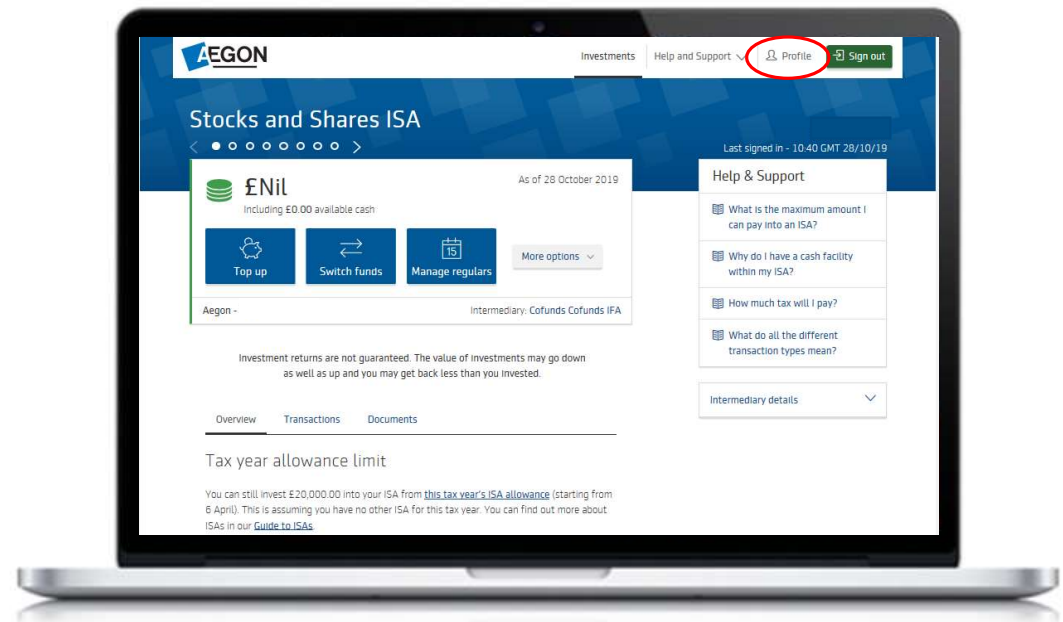 AEGON
Investments
Help and Support
Profile
Sign out
Stocks and Shares ISA
Last signed in - 10:40 GMT 28/10/19
£Nil
As of 28 October 2019
Including £0.00 available cash
Top up
Switch funds
15
Manage regulars
More options
Aegon -
Intermediary: Cofunds Cofunds IFA
Help & Support
What is the maximum amount I
can pay into an ISA?
Why do I have a cash facility
within my ISA?
How much tax will I pay?
What do all the different
transaction types mean?
Intermediary details
Investment returns are not guaranteed. The value of investments may go down
as well as up and you may get back less than you invested.
Overview
Transactions
Documents
Tax year allowance limit
You can still invest £20,000.00 into your ISA from this tax year's ISA allowance (starting from
6 April). This is assuming you have no other ISA for this tax year. You can find out more about
ISAs in our Guide to ISAs.